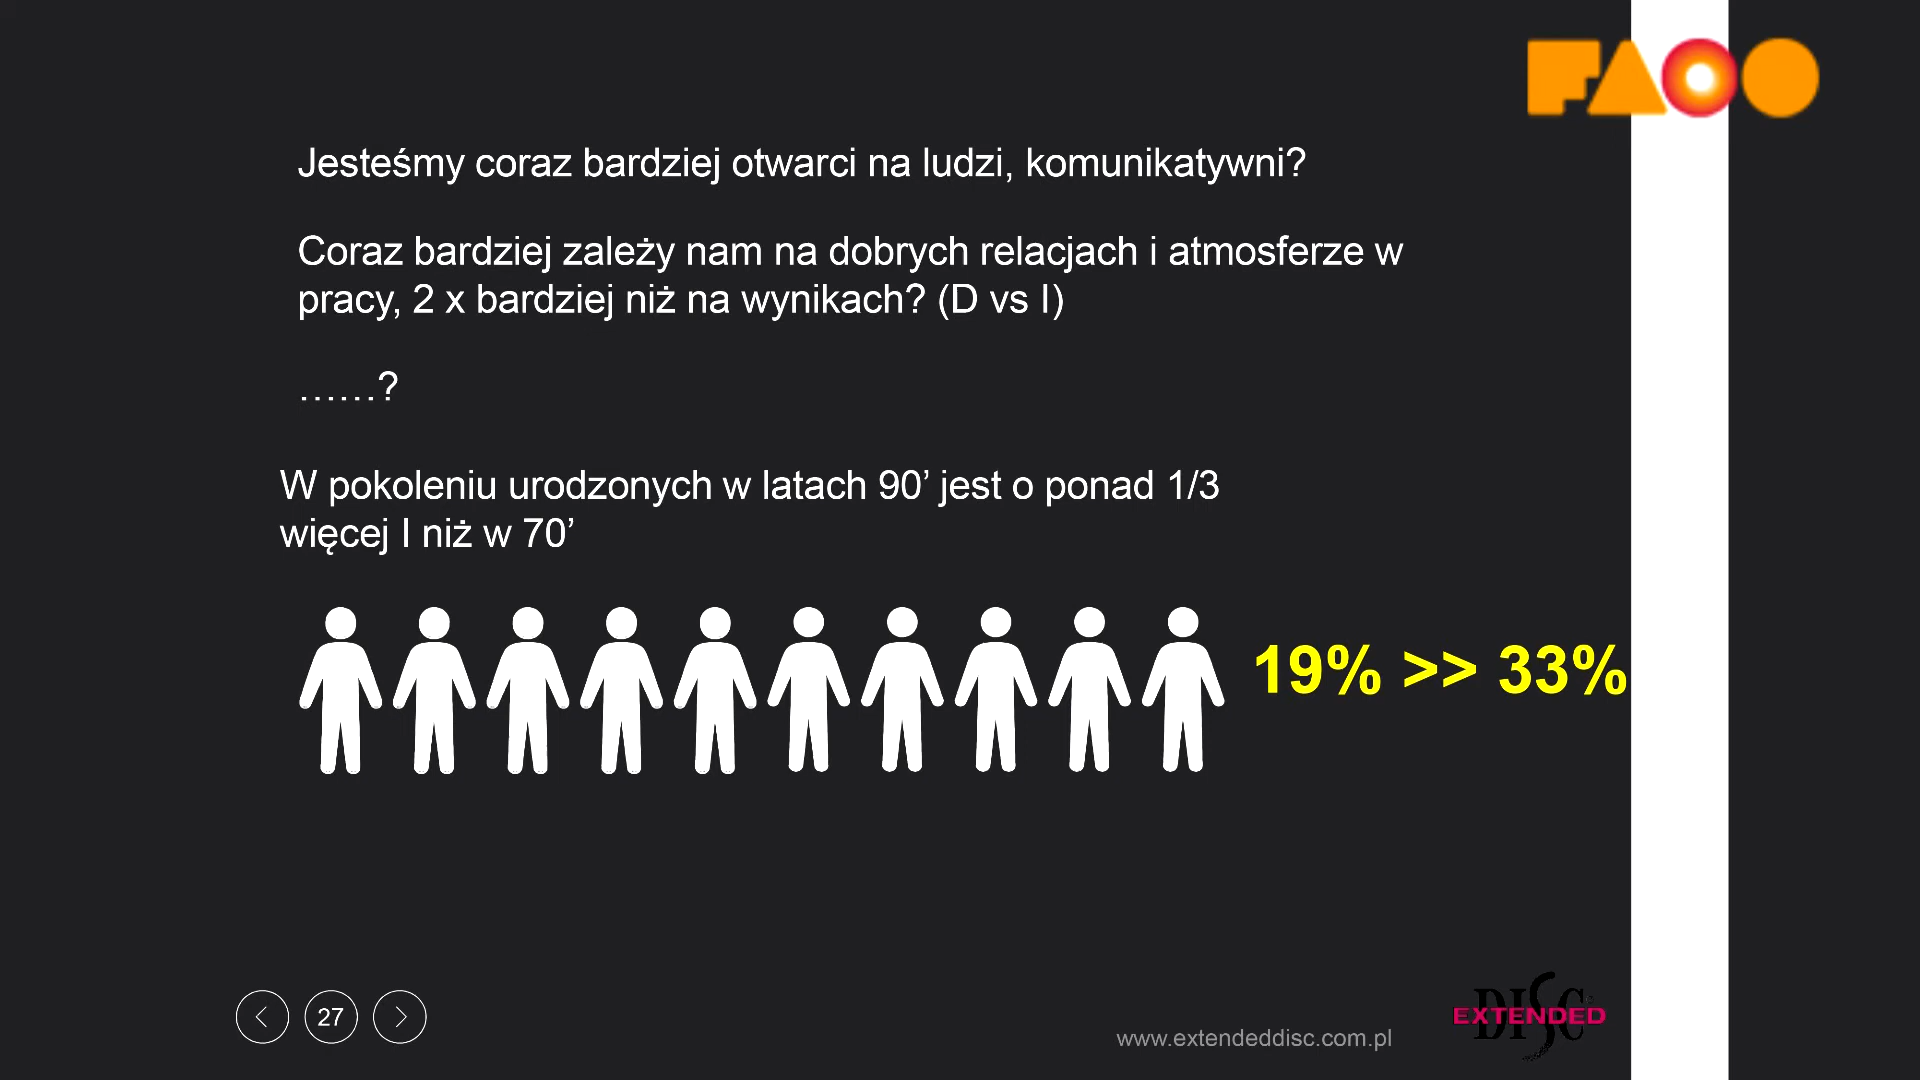 FAOO
Jesteśmy coraz bardziej otwarci na ludzi, komunikatywni?
Coraz bardziej zależy nam na dobrych relacjach i atmosferze w
pracy, 2 x bardziej niż na wynikach? (D vs I)
……?
W pokoleniu urodzonych w latach 90’ jest o ponad 1/3
więcej I niż w 70’
19% >> 33%
27
www.extendeddisc.com.pl
DISC
EXTENDED